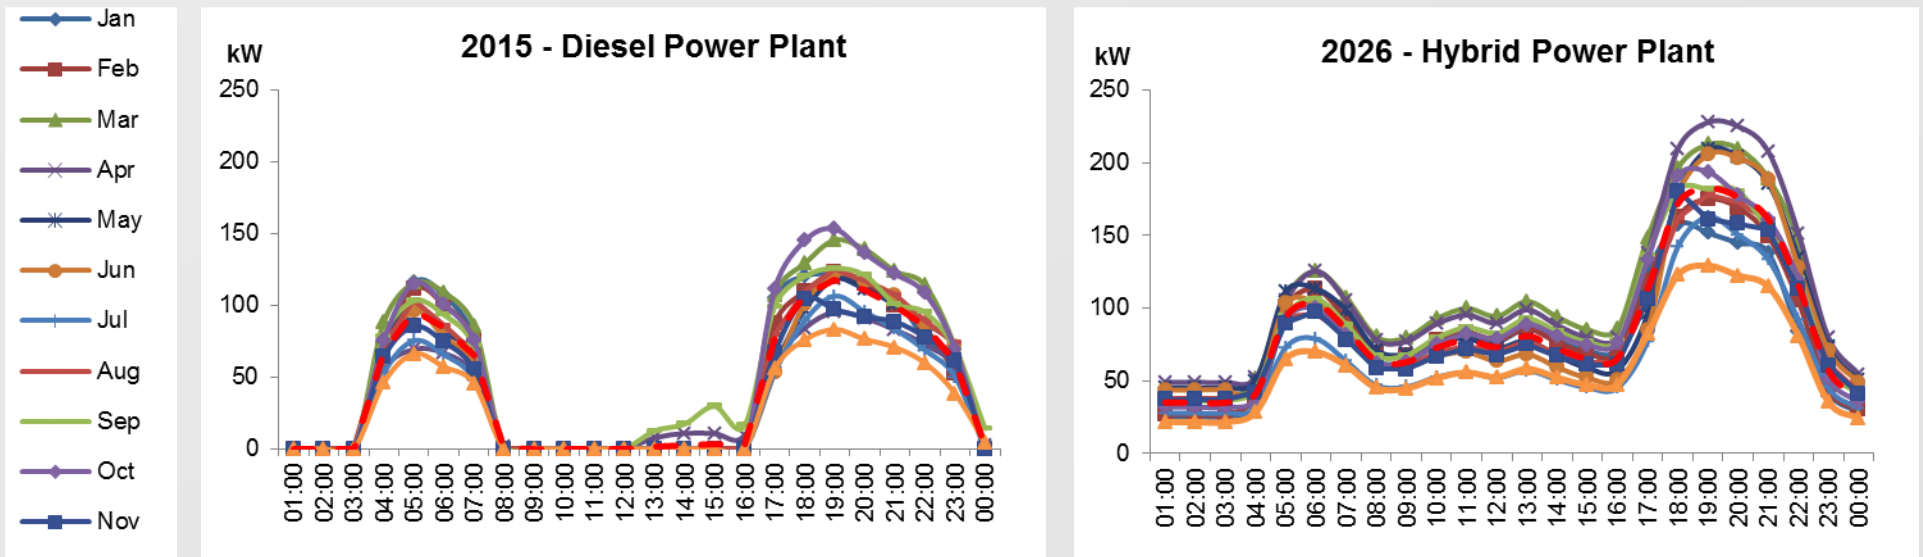 Jan
Feb
Mar
Apr
May
Jun
Jul
Aug
Sep
Oct
Nov
2015 - Diesel Power Plant
kW
250
200
150
100
50
0
01:00 02:00 03:00 04:00 05:00 06:00 07:00 08:00 09:00 10:00 11:00 12:00 13:00 14:00 15:00 16:00 17:00 18:00 19:00 20:00 21:00 22:00 23:00 00:00
2026 - Hybrid Power Plant
kW
250
200
150
100
50
0
01:00 02:00 03:00 04:00 05:00 06:00 07:00 08:00 09:00 10:00 11:00 12:00 13:00 14:00 15:00 16:00 17:00 18:00 19:00 20:00 21:00 22:00 23:00 00:00